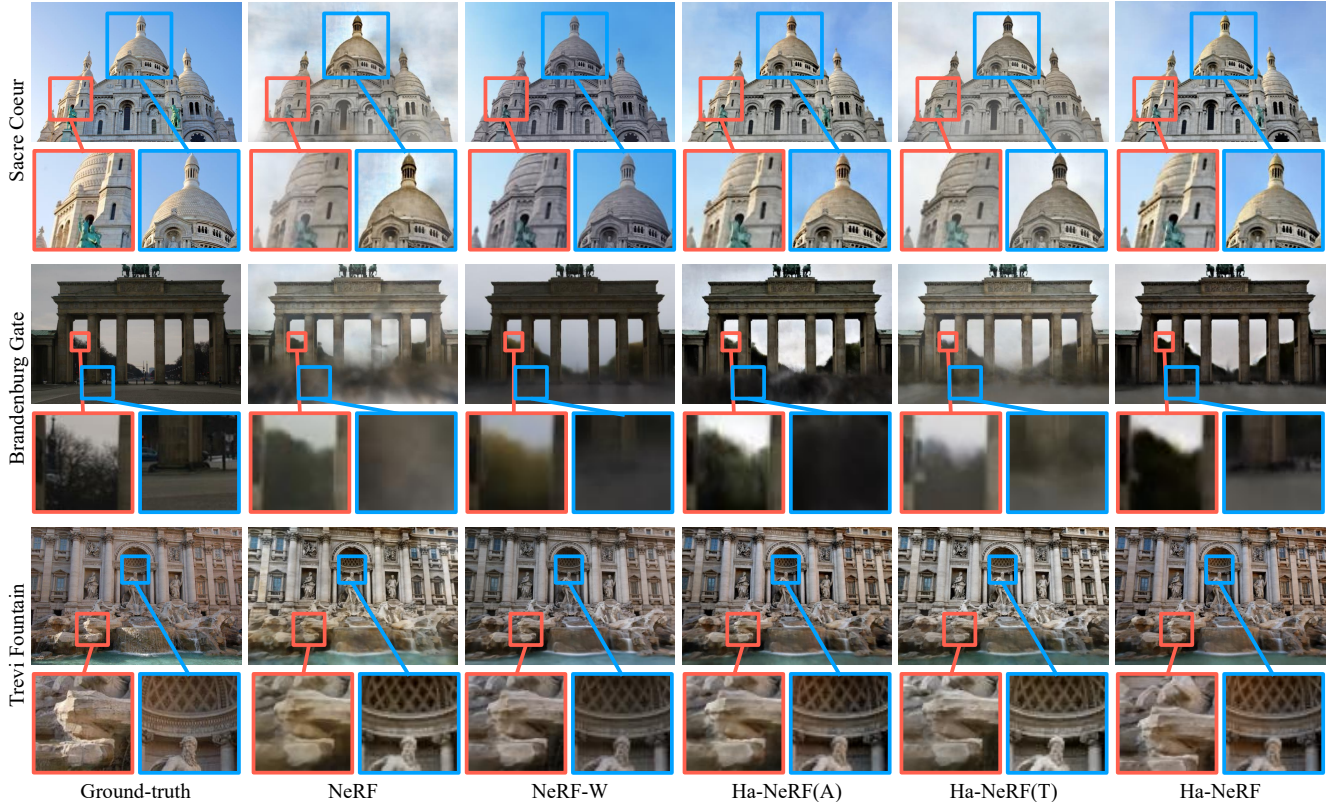 Sacre Coeur
Brandenburg Gate
Trevi Fountain
Ground-truth
NeRF
NeRF-W
Ha-NeRF(A)
Ha-NeRF(T)
Ha-NeRF